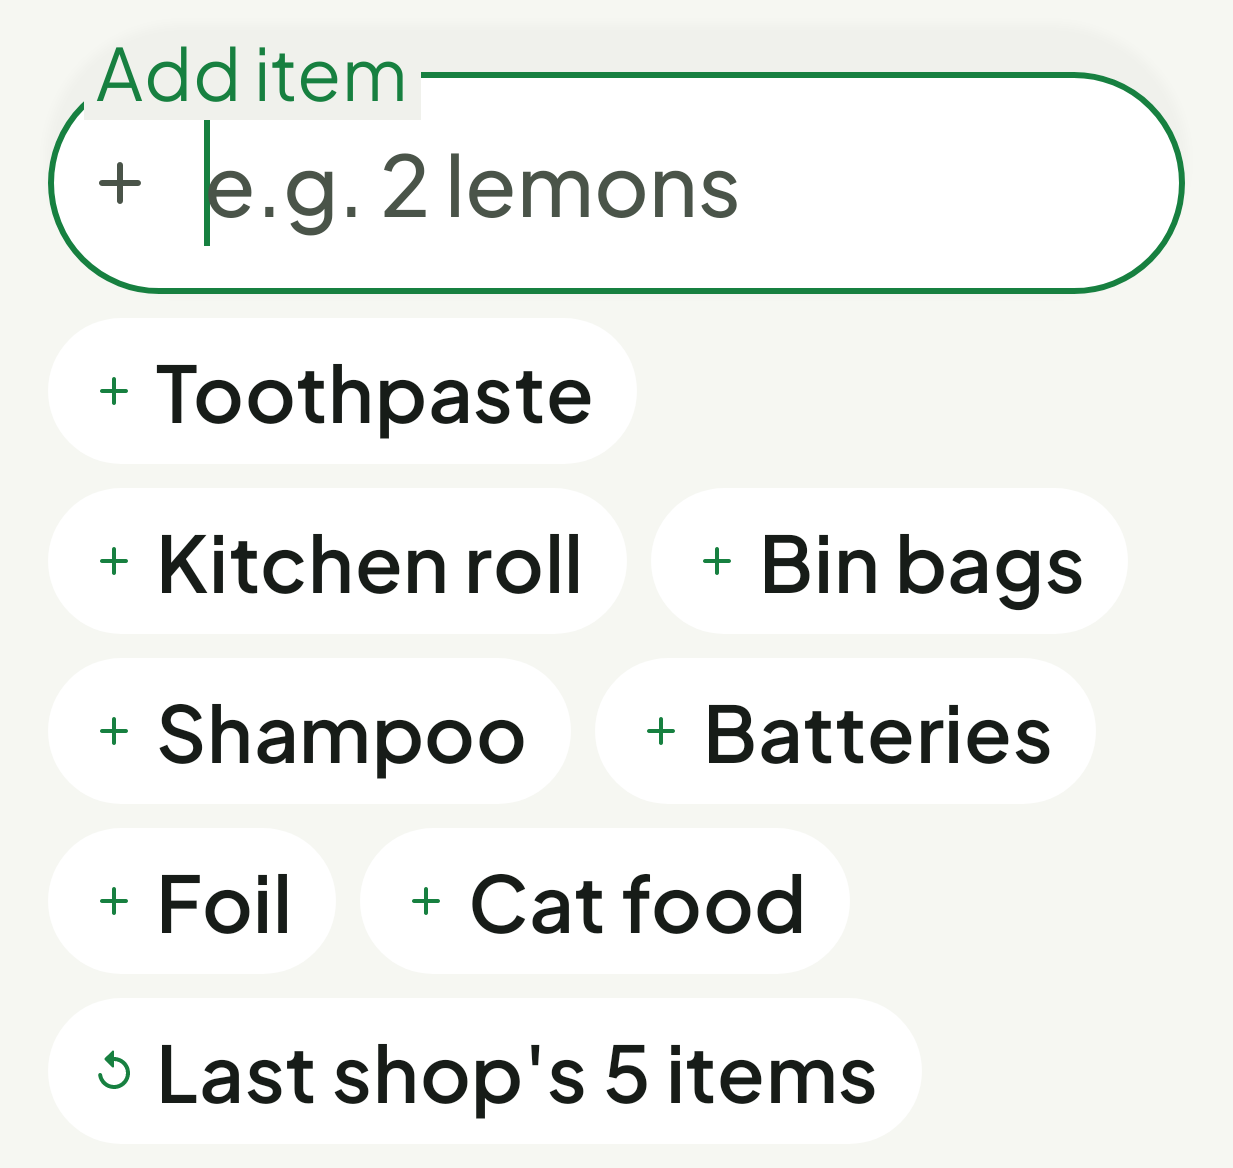 Add item
e.g. 2 lemons
Toothpaste
Kitchen roll
Bin bags
Shampoo
Batteries
Foil
Cat food
Last shop's 5 items